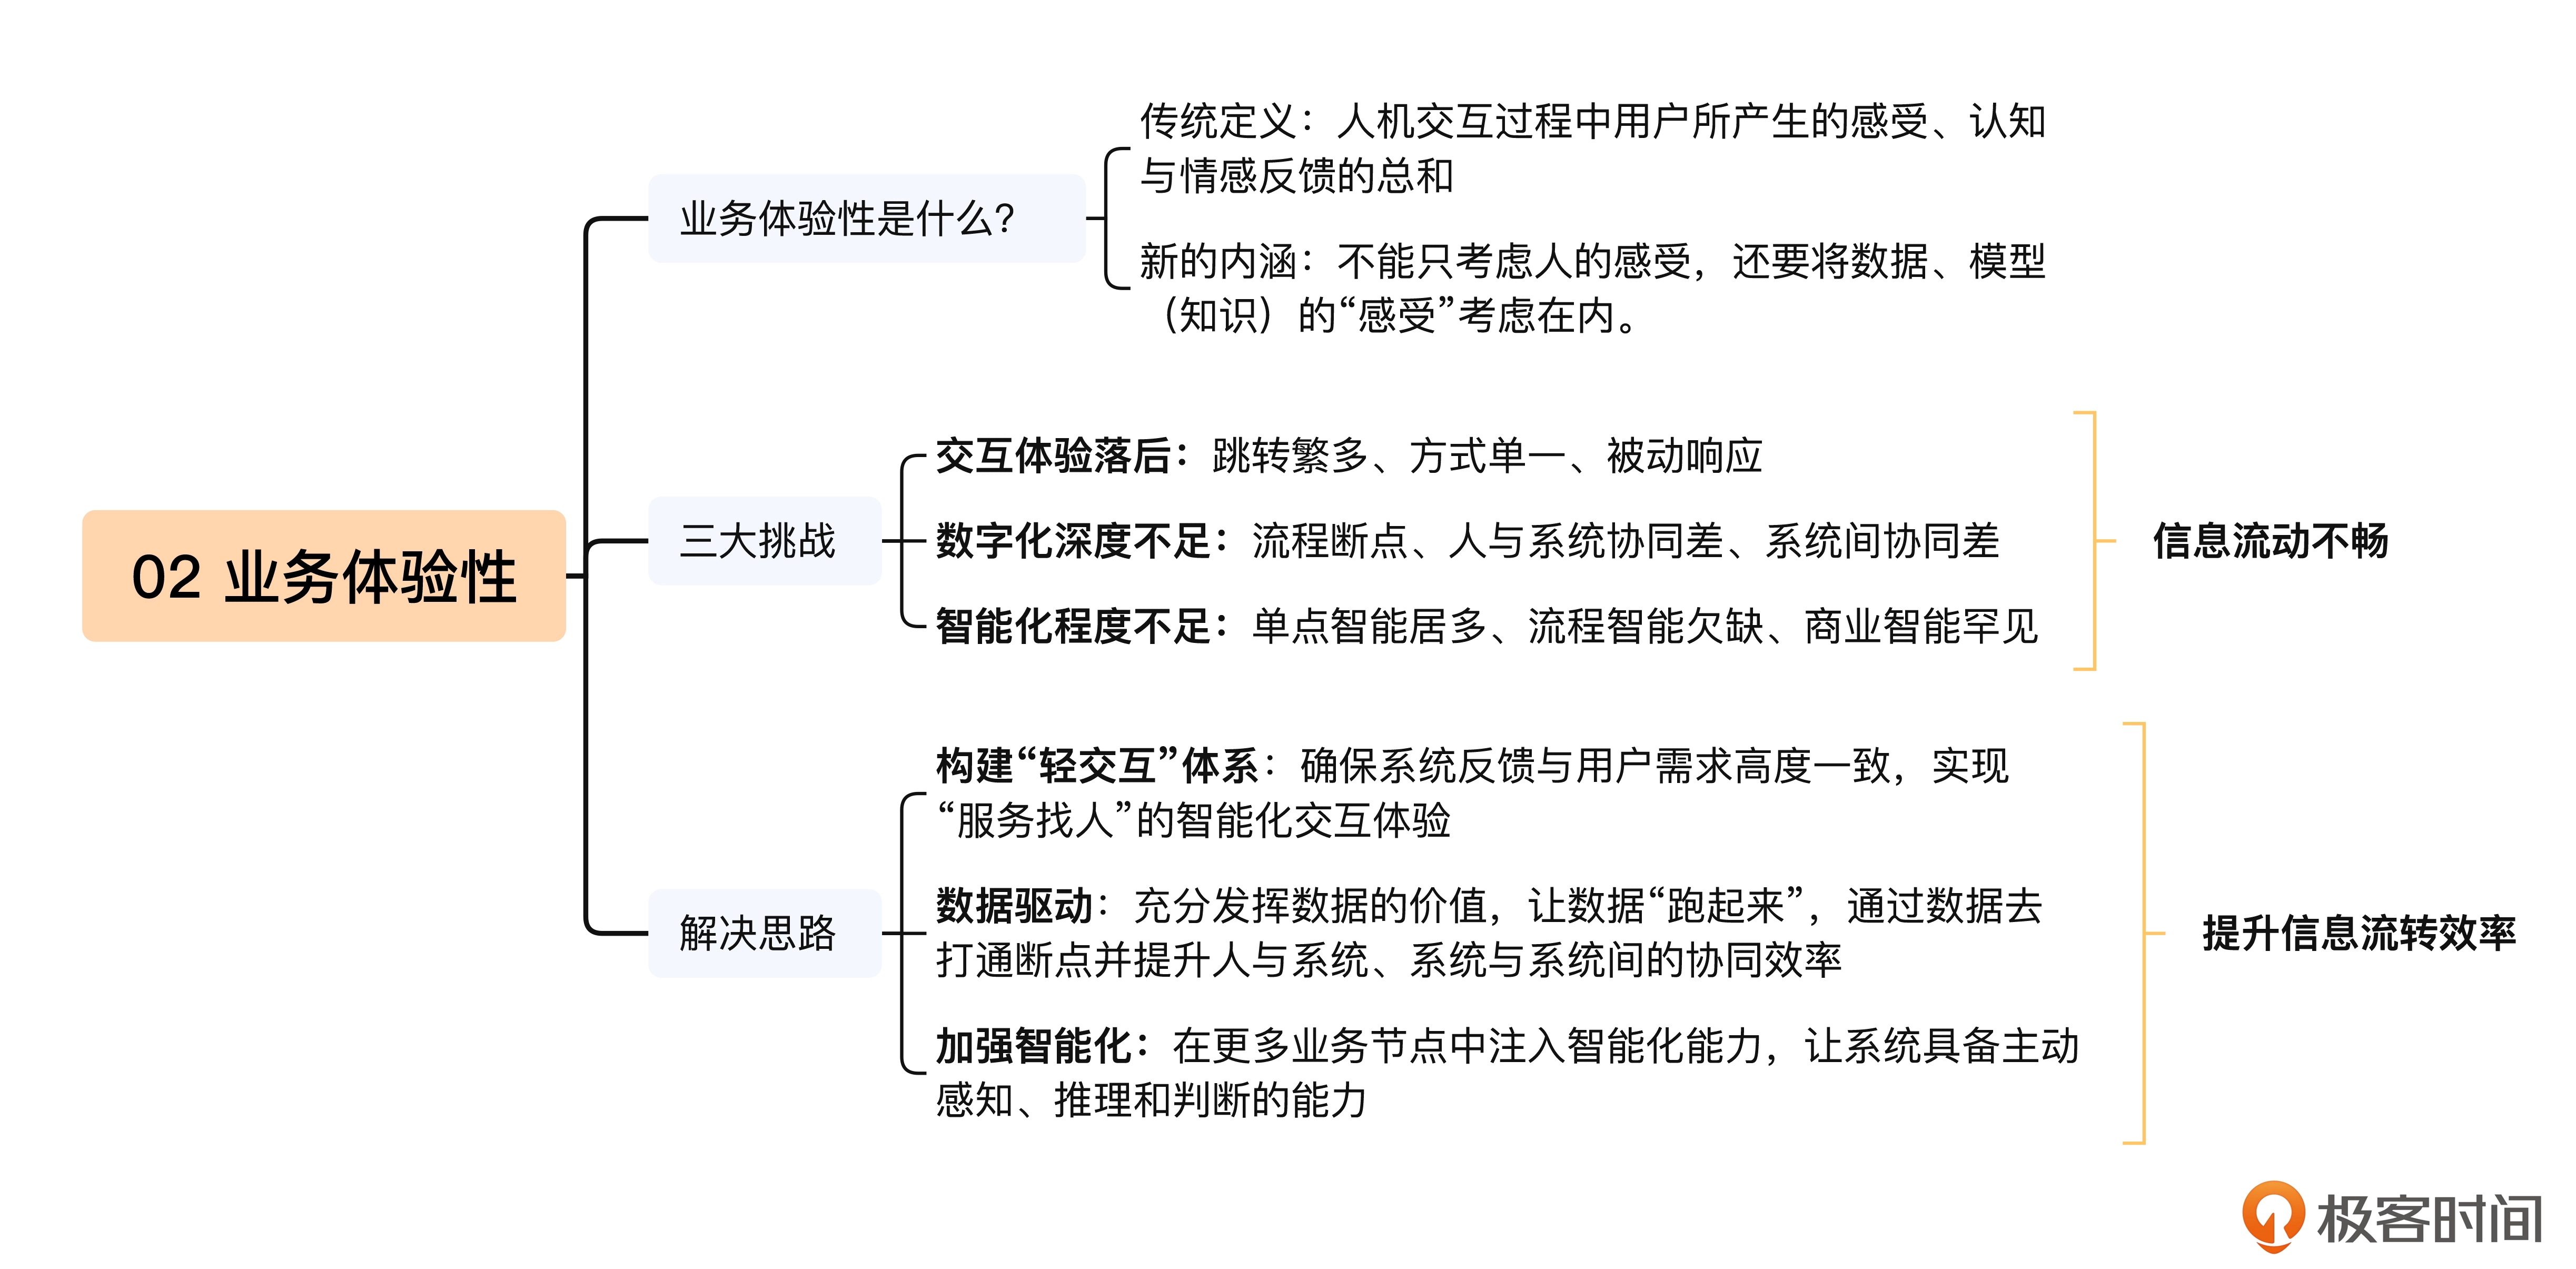 02 业务体验性
业务体验性是什么？
传统定义：人机交互过程中用户所产生的感受、认知
与情感反馈的总和
新的内涵：不能只考虑人的感受，还要将数据、模型
（知识）的“感受”考虑在内。
三大挑战
交互体验落后：跳转繁多、方式单一、被动响应
数字化深度不足：流程断点、人与系统协同差、系统间协同差
智能化程度不足：单点智能居多、流程智能欠缺、商业智能罕见
信息流动不畅
解决思路
构建“轻交互”体系：确保系统反馈与用户需求高度一致，实现
“服务找人”的智能化交互体验
数据驱动：充分发挥数据的价值，让数据“跑起来”，通过数据去
打通断点并提升人与系统、系统与系统间的协同效率
加强智能化：在更多业务节点中注入智能化能力，让系统具备主动
感知、推理和判断的能力
提升信息流转效率
极客时间